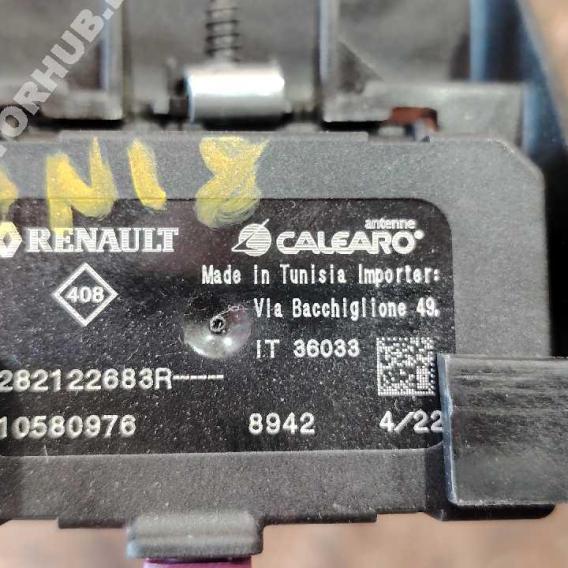 RENAULT
antenne
CALEARO
Made in Tunisia Importer:
Via Bacchiglione 49.
408
IT 36033
282122683R-----
10580976 8942 4/22